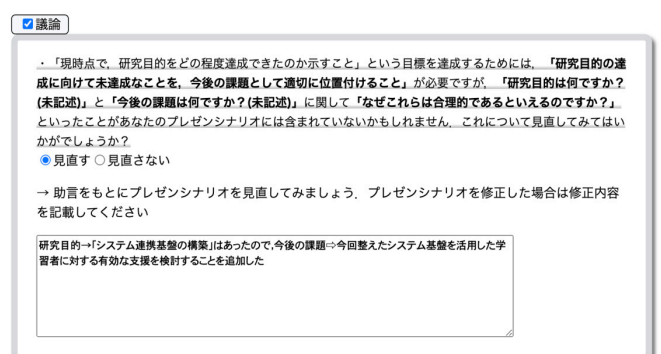 議論
・「現時点で，研究目的をどの程度達成できたのか示すこと」という目標を達成するためには，「研究目的の達
成に向けて未達成なことを，今後の課題として適切に位置付けること」が必要ですが，「研究目的は何ですか？
(未記述)」と「今後の課題は何ですか？(未記述)」に関して「なぜこれらは合理的であるといえるのですか？」
といったことがあなたのプレゼンシナリオには含まれていないかもしれません．これについて見直してみてはい
かがでしょうか？
見直す 見直さない
→ 助言をもとにプレゼンシナリオを見直してみましょう．プレゼンシナリオを修正した場合は修正内容
を記載してください
研究目的→「システム連携基盤の構築」はあったので,今後の課題⇨今回整えたシステム基盤を活用した学
習者に対する有効な支援を検討することを追加した